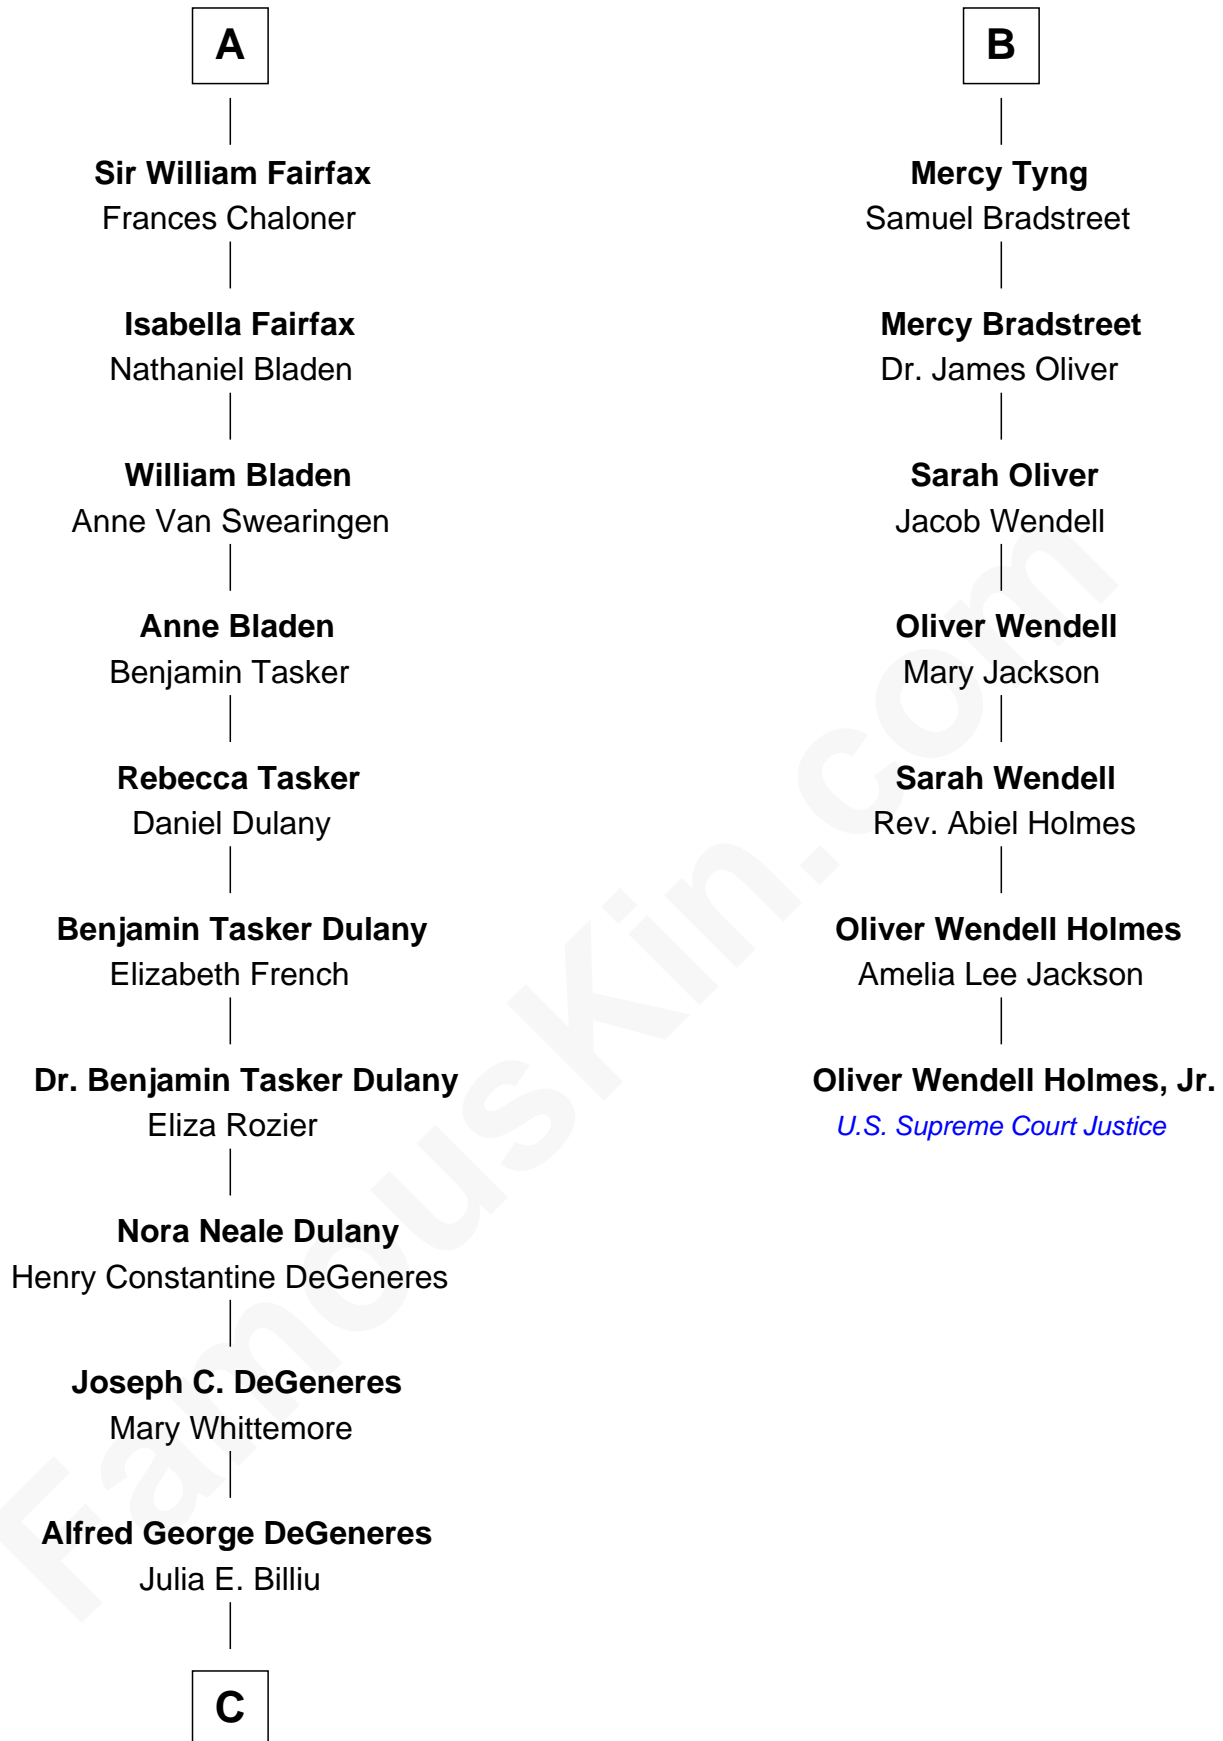 A
Sir William Fairfax
Frances Chaloner
Isabella Fairfax
Nathaniel Bladen
William Bladen
Anne Van Swearingen
Anne Bladen
Benjamin Tasker
Rebecca Tasker
Daniel Dulany
Benjamin Tasker Dulany
Elizabeth French
Dr. Benjamin Tasker Dulany
Eliza Rozier
Nora Neale Dulany
Henry Constantine DeGeneres
Joseph C. DeGeneres
Mary Whittemore
Alfred George DeGeneres
Julia E. Billiu
C
B
Mercy Tyng
Samuel Bradstreet
Mercy Bradstreet
Dr. James Oliver
Sarah Oliver
Jacob Wendell
Oliver Wendell
Mary Jackson
Sarah Wendell
Rev. Abiel Holmes
Oliver Wendell Holmes
Amelia Lee Jackson
Oliver Wendell Holmes, Jr.
U.S. Supreme Court Justice
FamousKin.com